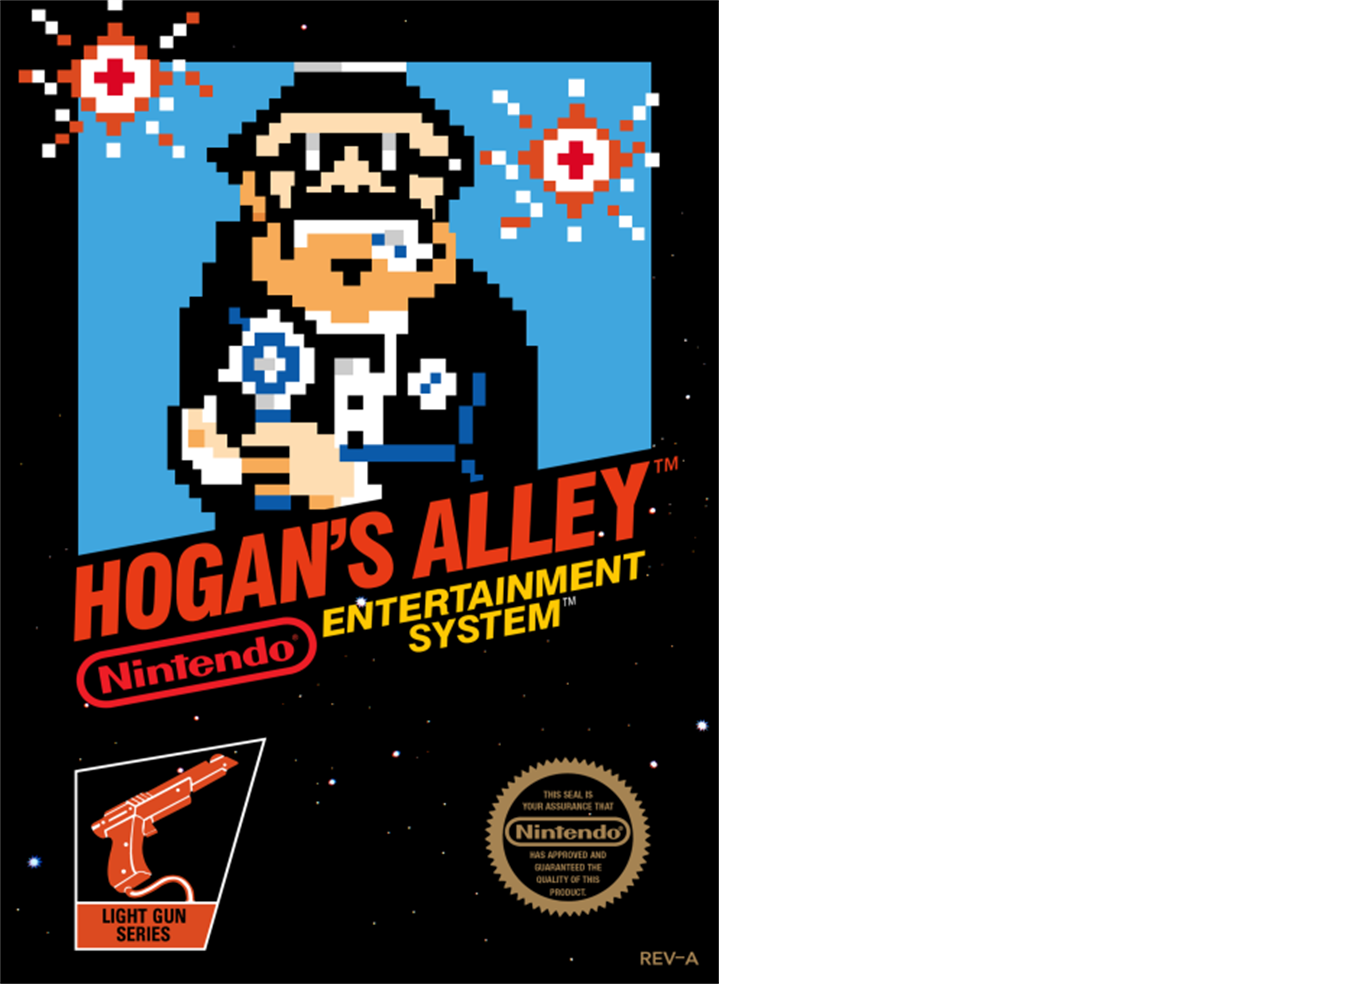 HOGAN'S ALLEY™
Nintendo®
ENTERTAINMENT
SYSTEM™
LIGHT GUN
SERIES
THIS SEAL IS
YOUR ASSURANCE THAT
Nintendo®
HAS APPROVED AND
GUARANTEED THE
QUALITY OF THIS
PRODUCT.
REV-A